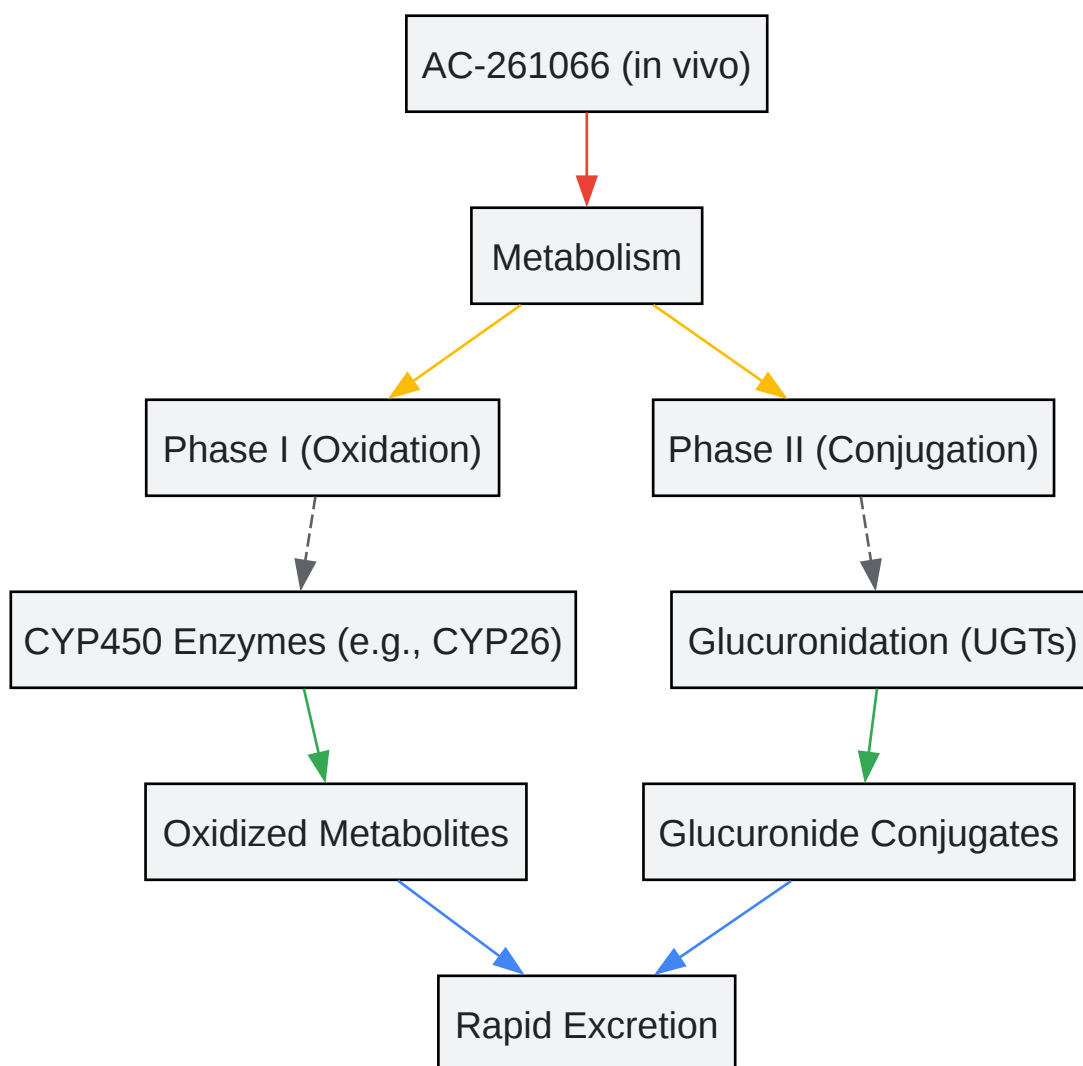 AC-261066 (in vivo)
Metabolism
Phase I (Oxidation)
Phase II (Conjugation)
CYP450 Enzymes (e.g., CYP26)
Glucuronidation (UGTs)
Oxidized Metabolites
Glucuronide Conjugates
Rapid Excretion